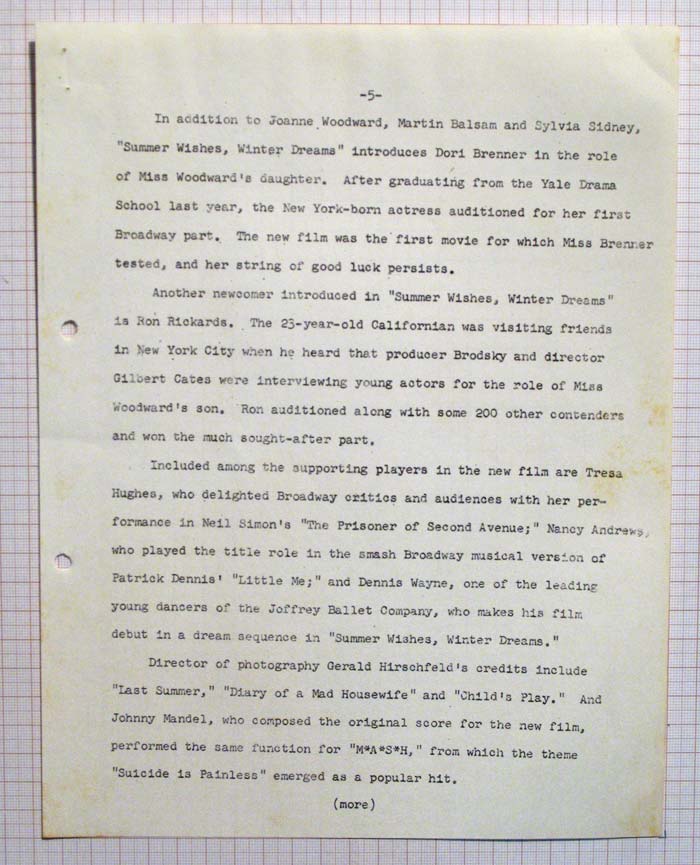 -5-
In addition to Joanne Woodward, Martin Balsam and Sylvia Sidney,
"Summer Wishes, Winter Dreams" introduces Dori Brenner in the role
of Miss Woodward's daughter. After graduating from the Yale Drama
School last year, the New York-born actress auditioned for her first
Broadway part. The new film was the first movie for which Miss Brenner
tested, and her string of good luck persists.
Another newcomer introduced in "Summer Wishes, Winter Dreams"
is Ron Rickards. The 23-year-old Californian was visiting friends
in New York City when he heard that producer Brodsky and director
Gilbert Cates were interviewing young actors for the role of Miss
Woodward's son. Ron auditioned along with some 200 other contenders
and won the much sought-after part.
Included among the supporting players in the new film are Tresa
Hughes, who delighted Broadway critics and audiences with her per-
formance in Neil Simon's "The Prisoner of Second Avenue;" Nancy Andrews,
who played the title role in the smash Broadway musical version of
Patrick Dennis' "Little Me;" and Dennis Wayne, one of the leading
young dancers of the Joffrey Ballet Company, who makes his film
debut in a dream sequence in "Summer Wishes, Winter Dreams."
Director of photography Gerald Hirschfeld's credits include
"Last Summer," "Diary of a Mad Housewife" and "Child's Play." And
Johnny Mandel, who composed the original score for the new film,
performed the same function for "M*A*S*H," from which the theme
"Suicide is Painless" emerged as a popular hit.
(more)